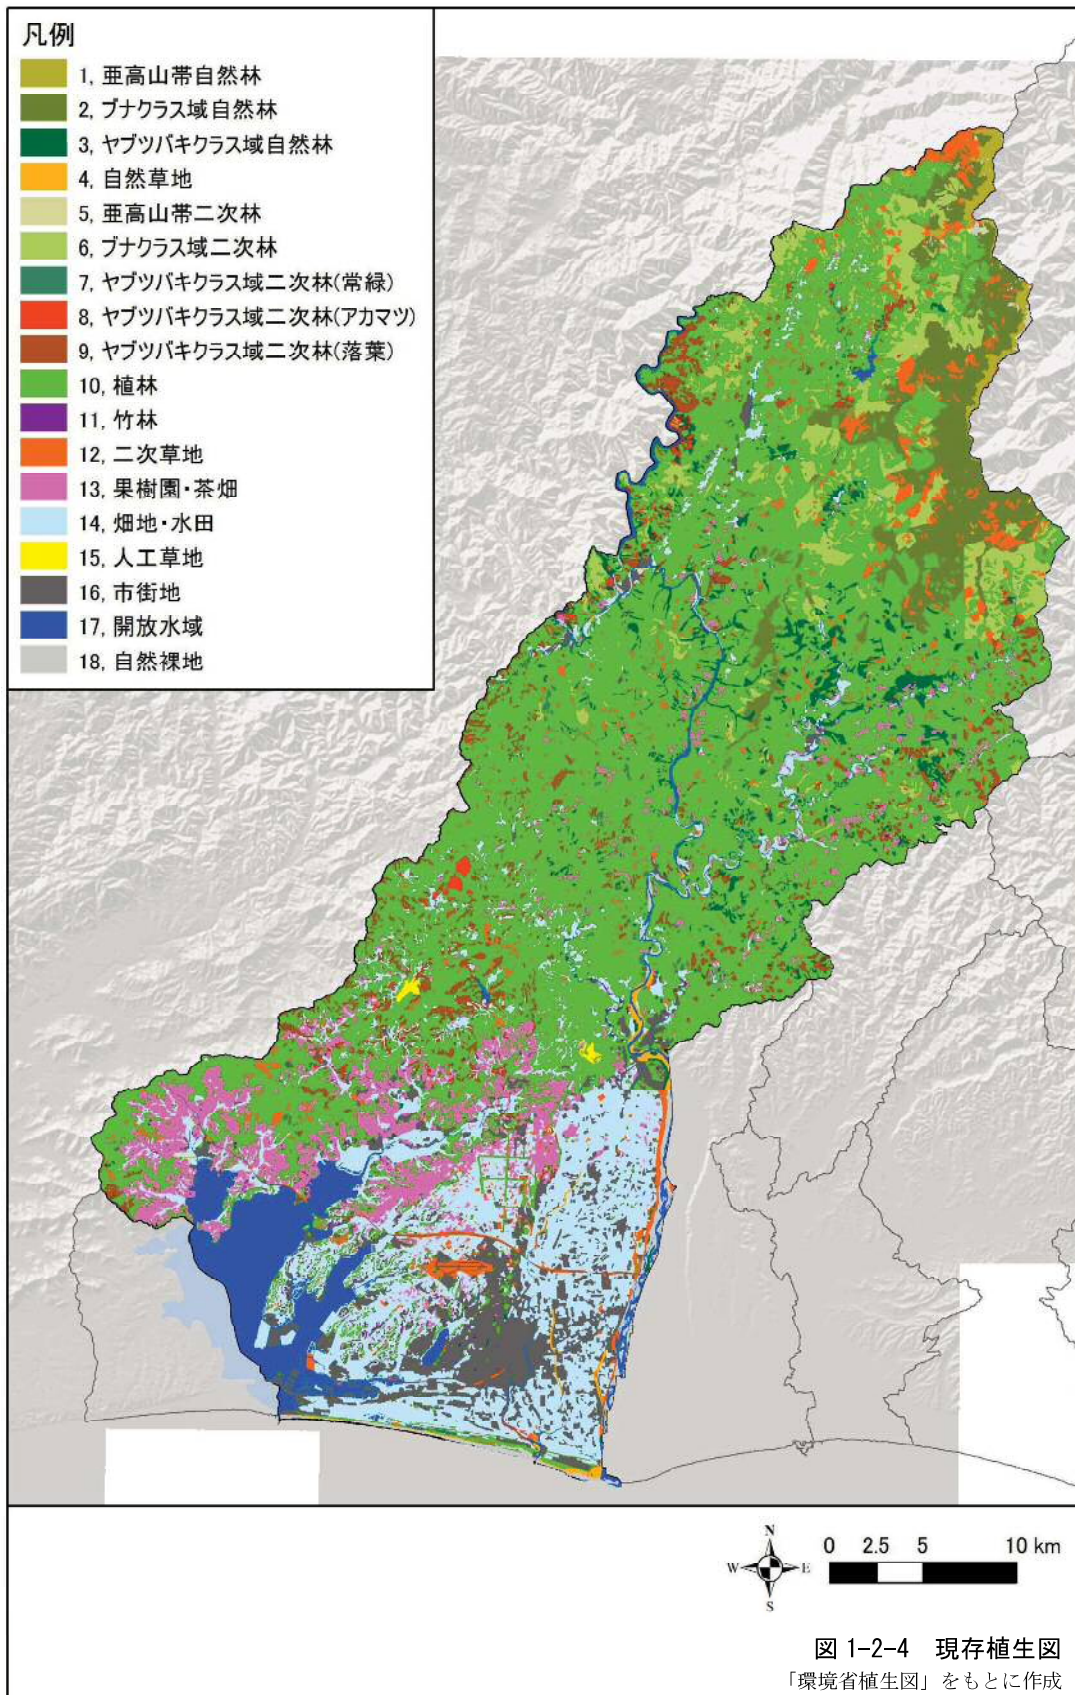 凡例
1, 亜高山帯自然林
2, ブナクラス域自然林
3, ヤブツバキクラス域自然林
4, 自然草地
5, 亜高山帯二次林
6, ブナクラス域二次林
7, ヤブツバキクラス域二次林(常緑)
8, ヤブツバキクラス域二次林(アカマツ)
9, ヤブツバキクラス域二次林(落葉)
10, 植林
11, 竹林
12, 二次草地
13, 果樹園・茶畑
14, 畑地・水田
15, 人工草地
16, 市街地
17, 開放水域
18, 自然裸地
N
W E
S
0 2.5 5 10 km
図 1-2-4 現存植生図
「環境省植生図」をもとに作成